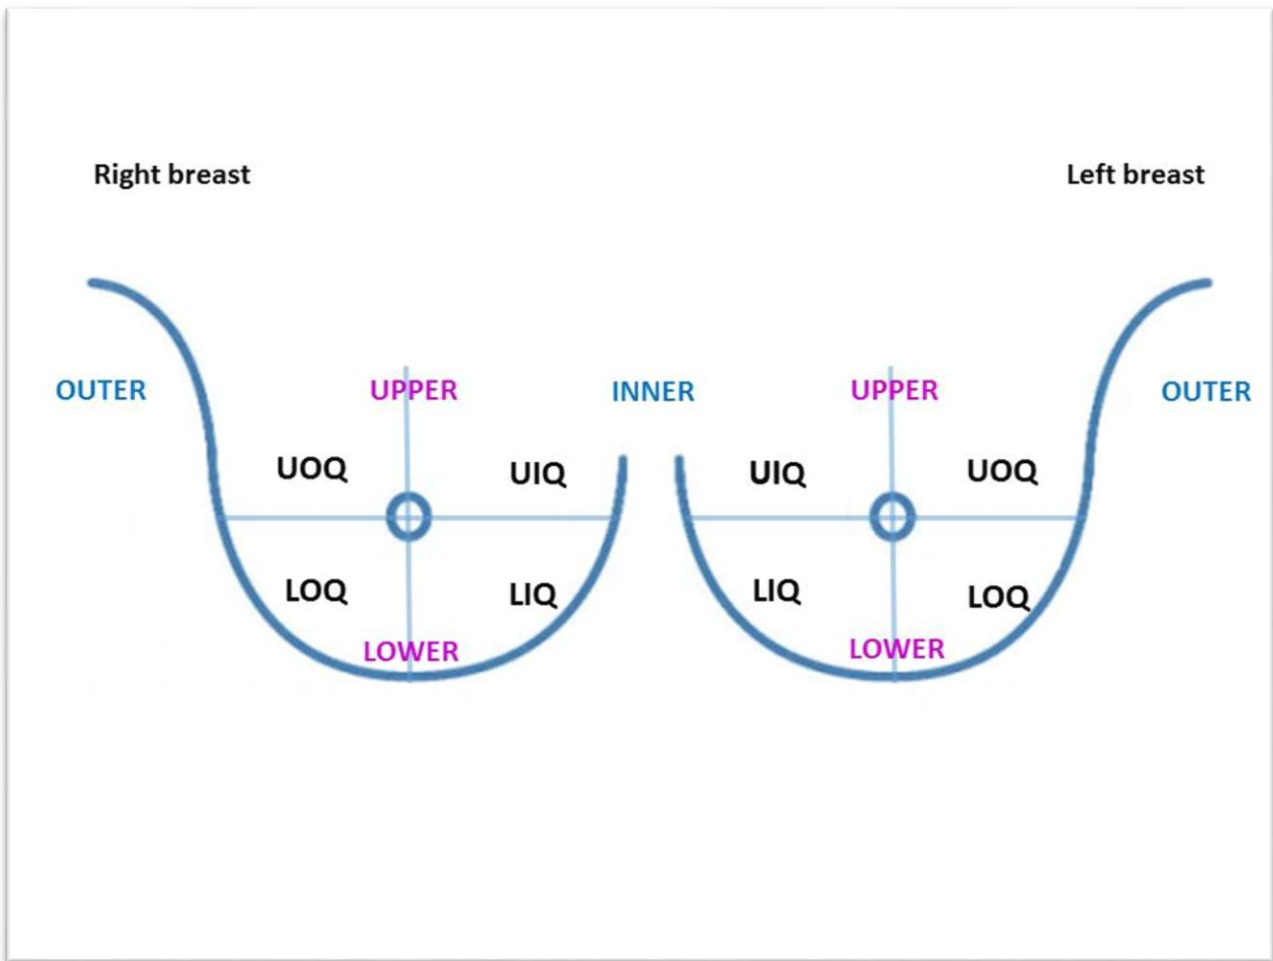 Right breast Left breast
OUTER UPPER INNER UPPER OUTER
UOQ UIQ UIQ UOQ
LOQ LIQ LIQ LOQ
LOWER LOWER